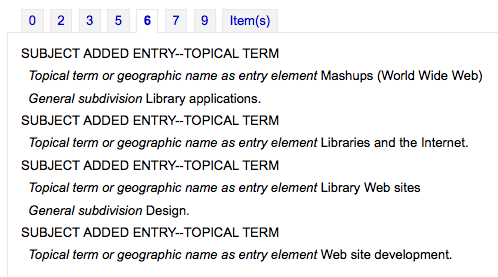 0 2 3 5 6 7 9 Item(s)
SUBJECT ADDED ENTRY--TOPICAL TERM
Topical term or geographic name as entry element Mashups (World Wide Web)
General subdivision Library applications.
SUBJECT ADDED ENTRY--TOPICAL TERM
Topical term or geographic name as entry element Libraries and the Internet.
SUBJECT ADDED ENTRY--TOPICAL TERM
Topical term or geographic name as entry element Library Web sites
General subdivision Design.
SUBJECT ADDED ENTRY--TOPICAL TERM
Topical term or geographic name as entry element Web site development.